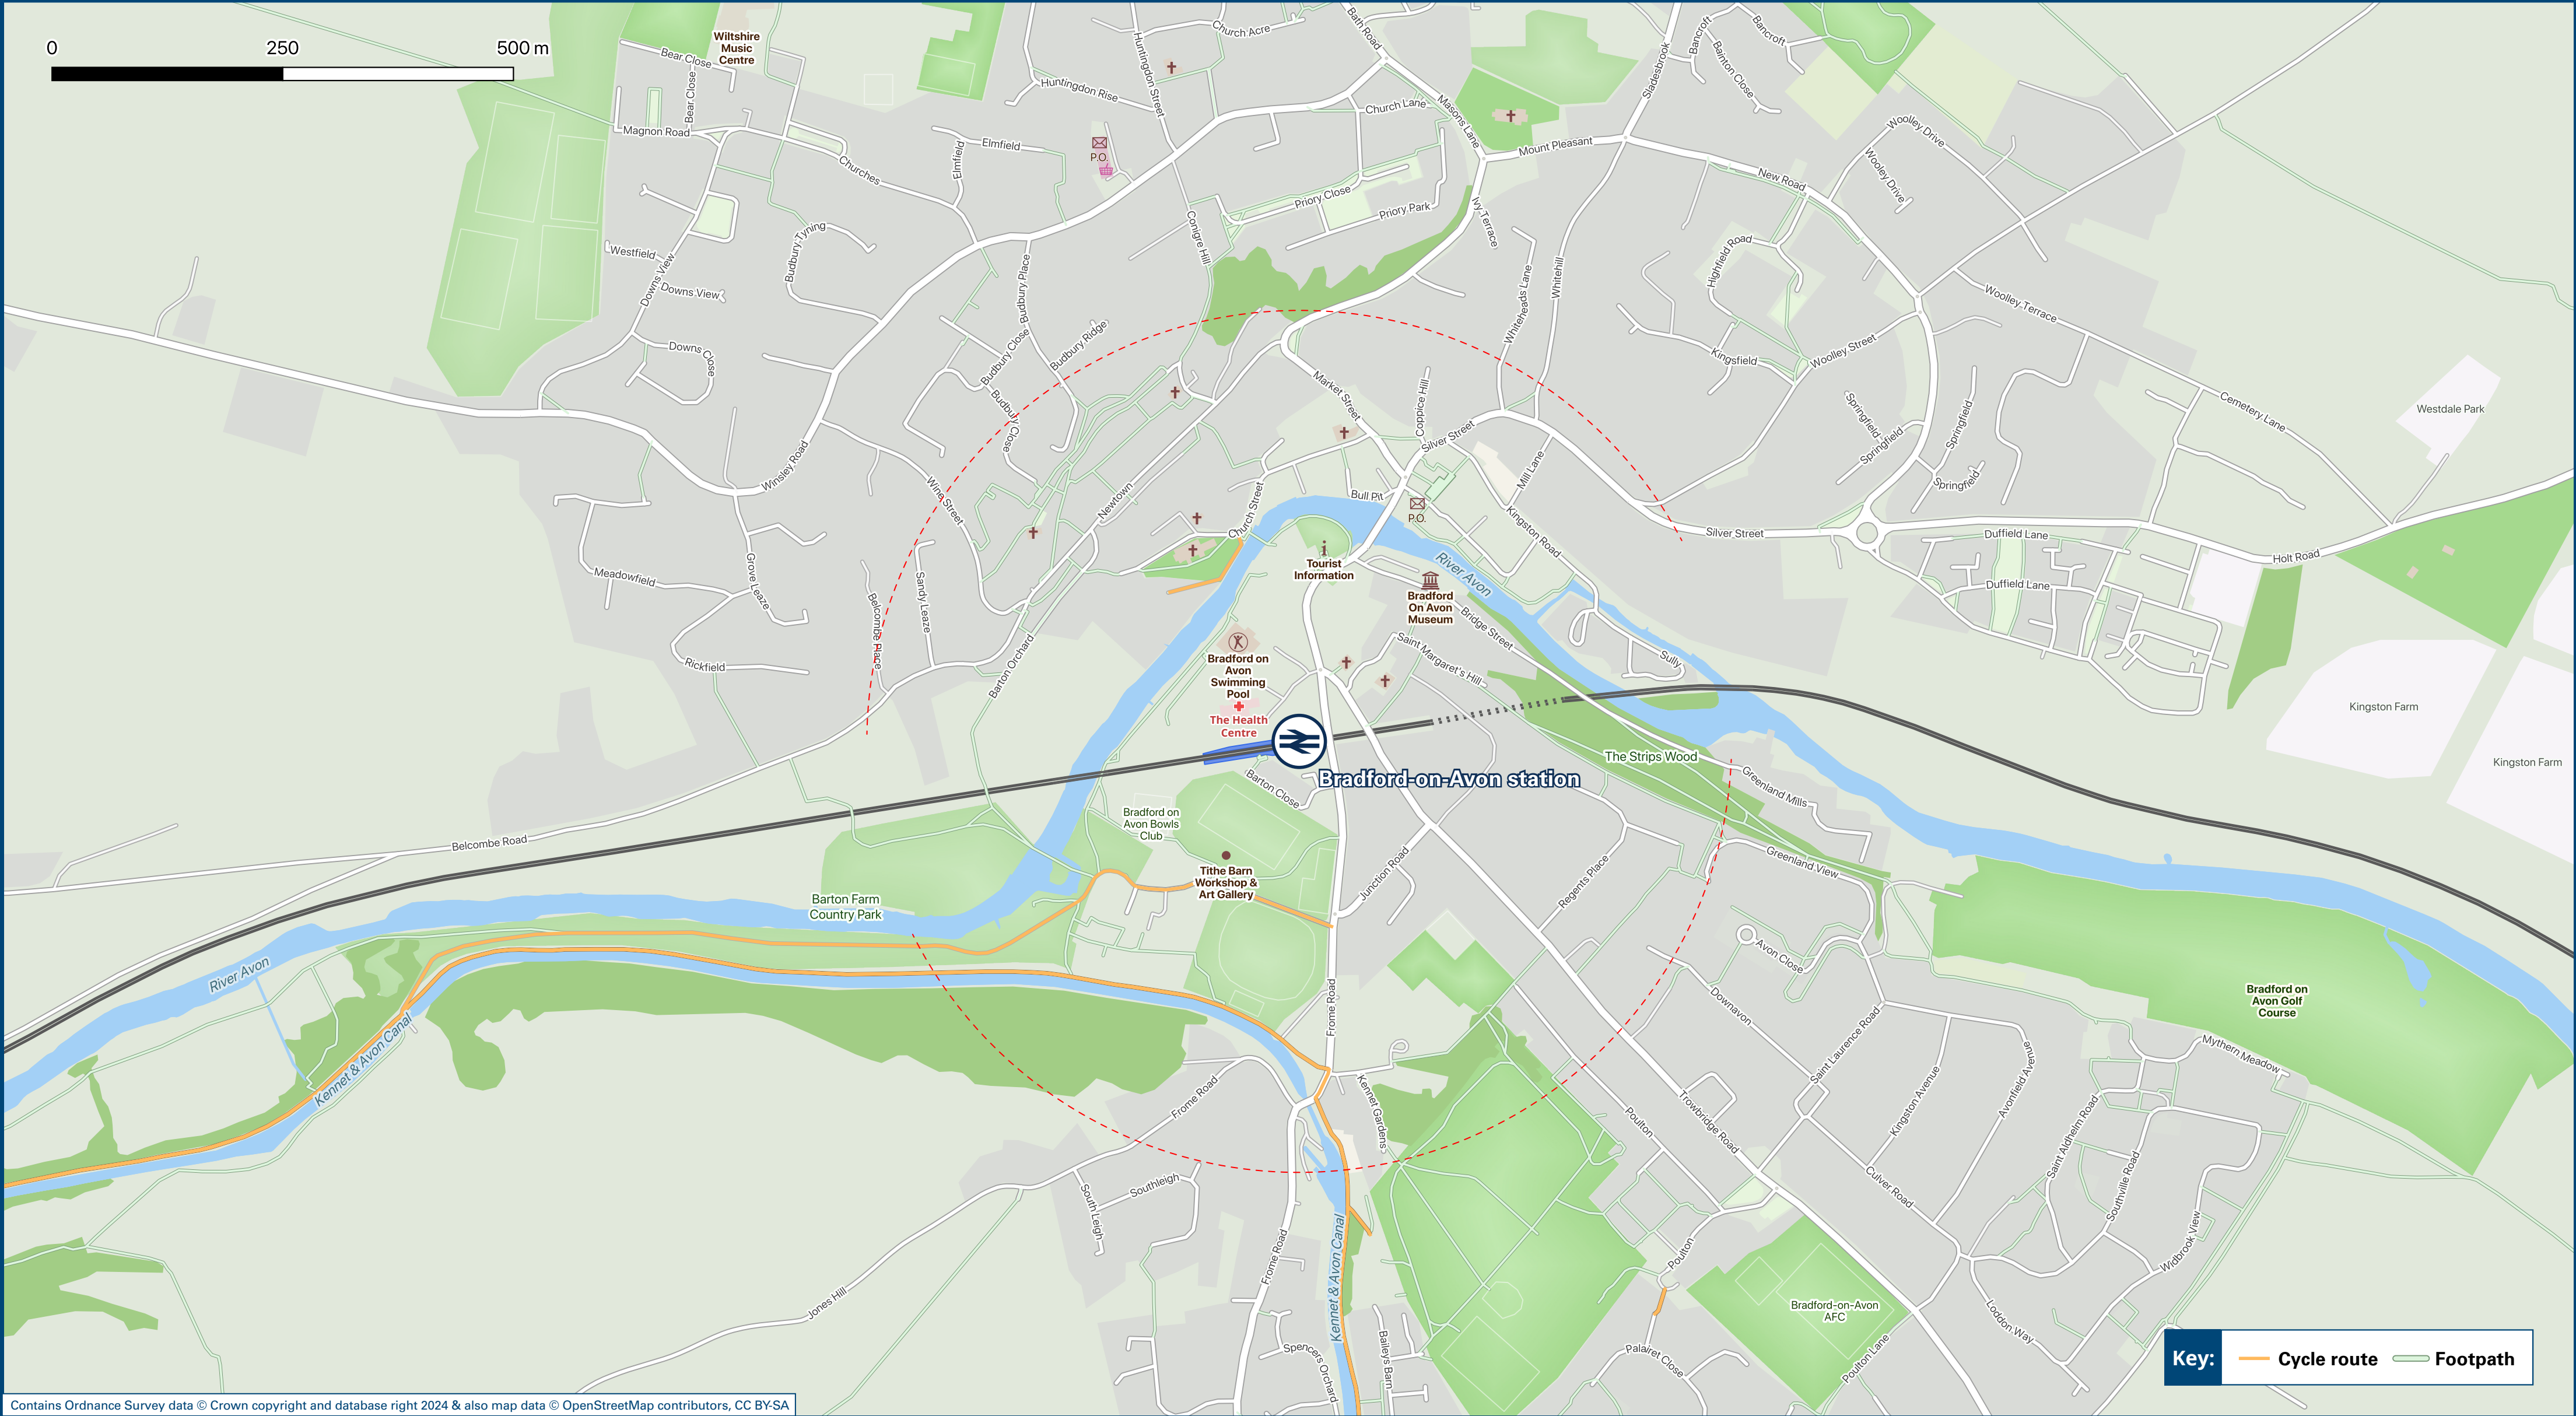 0 250 500 m
Wiltshire
Music
Centre
Bear Close
Bear Close
Magnon Road
Churches
Church Acre
Bath Road
Huntingdon Street
Huntingdon Rise
Church Lane
Masons Lane
Sladesbrook
Bancroft
Bancroft
Bainton Close
Elmfield
Elmfield
P.O.
Mount Pleasant
New Road
Woolley Drive
Woolley Drive
Priory Close
Priory Park
Ivy Terrace
Conigre Hill
Budbury Tyning
Westfield
Downs View
Downs View
Downs Close
Budbury Place
Budbury Close
Budbury Ridge
Budbury Close
Whiteheads Lane
Whitehill
Highfield Road
Kingsfield
Woolley Street
Woolley Terrace
Cemetery Lane
Westdale Park
Market Street
Coppice Hill
Silver Street
Mill Lane
Springfield
Springfield
Springfield
Springfield
Winsley Road
Wine Street
Newtown
Church Street
Bull Pit
P.O.
Kingston Road
Silver Street
Duffield Lane
Duffield Lane
Holt Road
Meadowfield
Grove Leaze
Rickfield
Belcombe Place
Sandy Leaze
Barton Orchard
Tourist
Information
River Avon
Bradford
On Avon
Museum
Bridge Street
Saint Margaret's Hill
Sully
Bradford on
Avon
Swimming
Pool
The Health
Centre
Kingston Farm
Kingston Farm
Bradford-on-Avon station
Barton Close
The Strips Wood
Greenland Mills
Greenland View
Belcombe Road
Bradford on
Avon Bowls
Club
Tithe Barn
Workshop &
Art Gallery
Junction Road
Regents Place
Barton Farm
Country Park
River Avon
Kennet & Avon Canal
Frome Road
Avon Close
Downavon
Saint Laurence Road
Bradford on
Avon Golf
Course
Mythern Meadow
Frome Road
Kennet Gardens
Poulton
Trowbridge Road
Kingston Avenue
Avonfield Avenue
Saint Aldhelm Road
Culver Road
Southville Road
Widbrook View
South Leigh
Southleigh
Jones Hill
Frome Road
Kennet & Avon Canal
Poulton
Bradford-on-Avon
AFC
Loddon Way
Spencers Orchard
Baileys Barn
Palairet Close
Poulton Lane
Key: Cycle route Footpath
Contains Ordnance Survey data © Crown copyright and database right 2024 & also map data © OpenStreetMap contributors, CC BY-SA